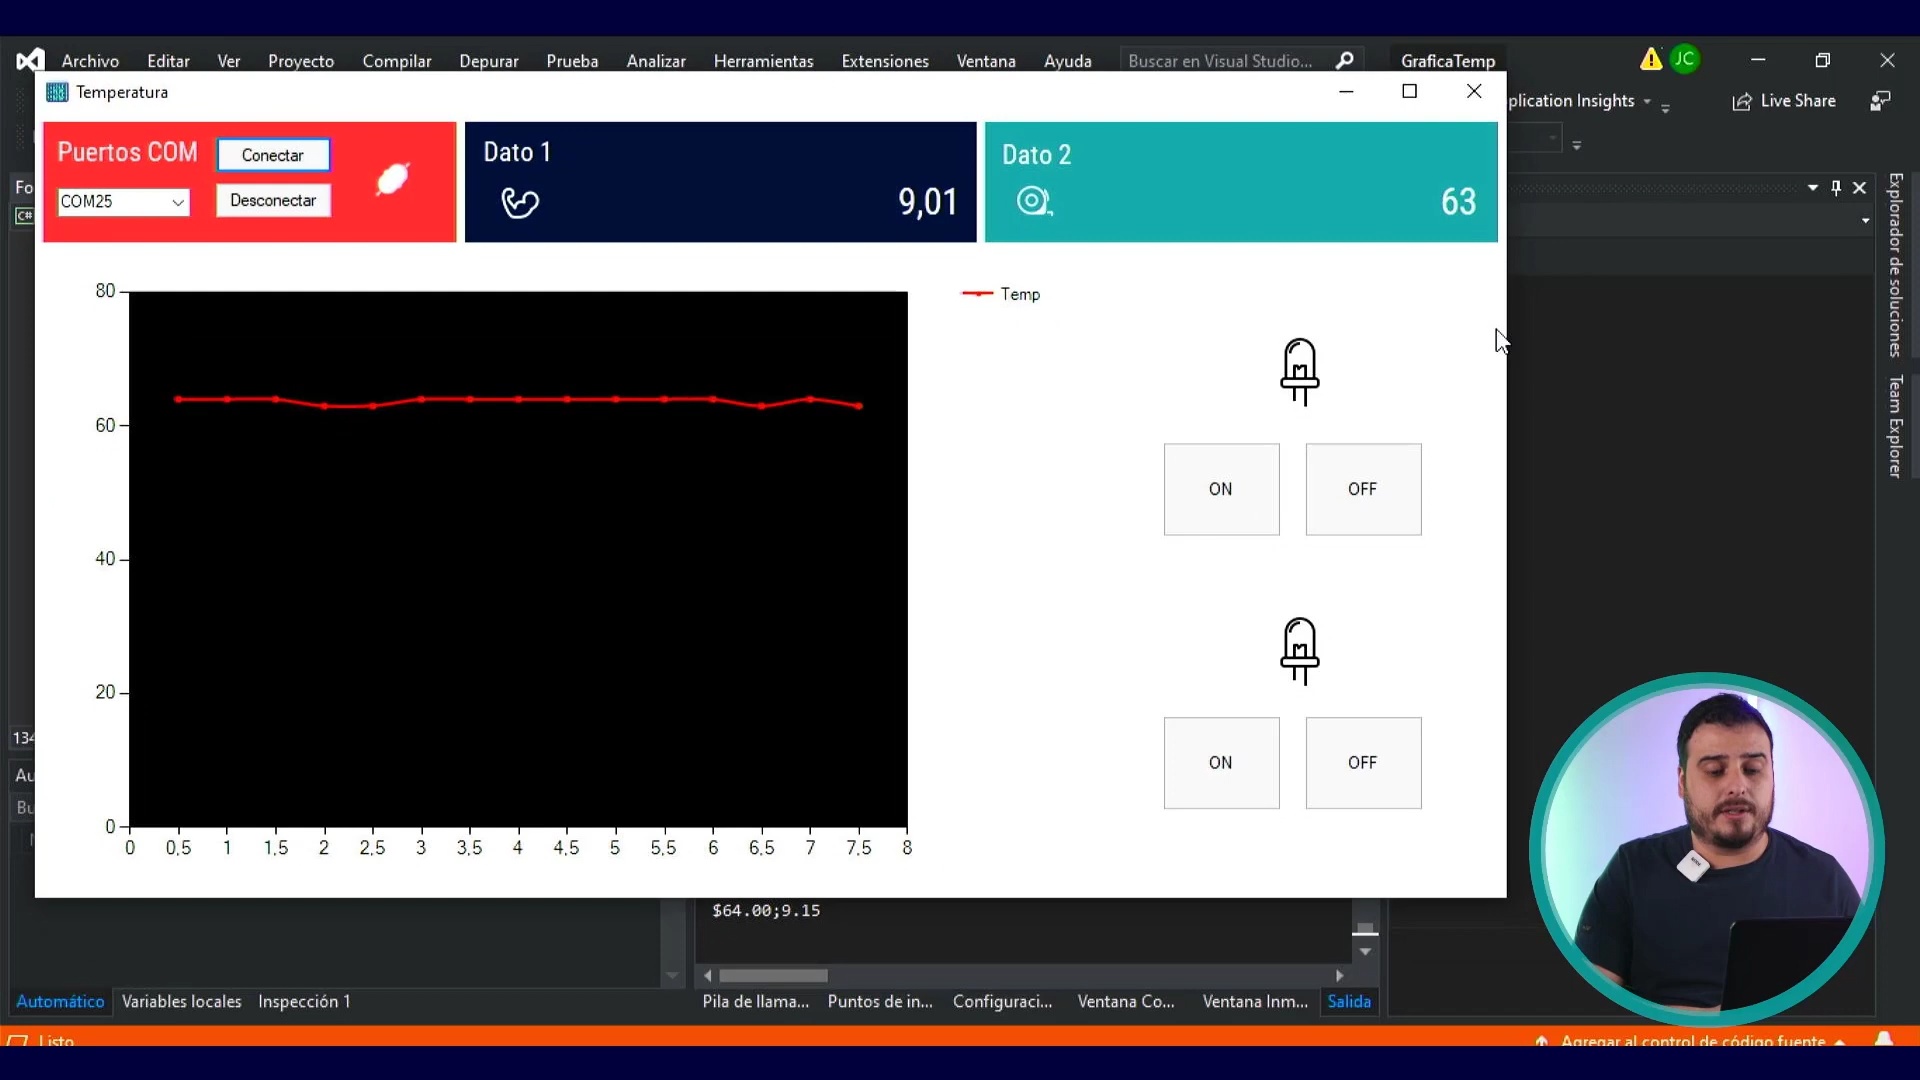 Archivo Editar Ver Proyecto Compilar Depurar Prueba Analizar Herramientas Extensiones Ventana Ayuda Buscar en Visual Studio... GraficaTemp JC
Temperatura
plication Insights Live Share
Puertos COM Conectar
COM25 Desconectar
Dato 1
9,01
Dato 2
63
Fo
C#
Explorador de soluciones
Team Explorer
80
60
40
20
0
0 0,5 1 1,5 2 2,5 3 3,5 4 4,5 5 5,5 6 6,5 7 7,5 8
Temp
ON OFF
ON OFF
134
Au
Bu
$64.00;9.15
Automático Variables locales Inspección 1
Pila de llama... Puntos de in... Configuraci... Ventana Co... Ventana Inm... Salida
Listo
Agregar al control de código fuente